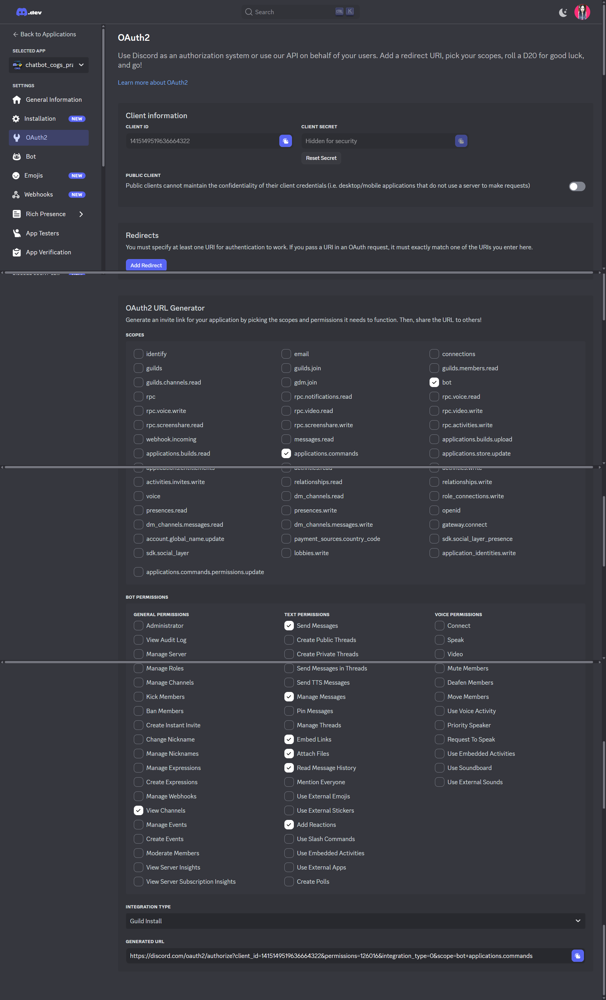 .dev
Search
CTRL K
Back to Applications
SELECTED APP
chatbot_cogs_pra
SETTINGS
General Information
Installation NEW
OAuth2
Bot
Emojis NEW
Webhooks NEW
Rich Presence
App Testers
App Verification
DISCORD SOCIAL SDK NEW
OAuth2
Use Discord as an authorization system or use our API on behalf of your users. Add a redirect URI, pick your scopes, roll a D20 for good luck,
and go!
Learn more about OAuth2
Client information
CLIENT ID CLIENT SECRET
1415149519636664322 Hidden for security
Reset Secret
PUBLIC CLIENT
Public clients cannot maintain the confidentiality of their client credentials (i.e. desktop/mobile applications that do not use a server to make requests)
Redirects
You must specify at least one URI for authentication to work. If you pass a URI in an OAuth request, it must exactly match one of the URIs you enter here.
Add Redirect
OAuth2 URL Generator
Generate an invite link for your application by picking the scopes and permissions it needs to function. Then, share the URL to others!
SCOPES
identify email connections
guilds guilds.join guilds.members.read
guilds.channels.read gdm.join bot
rpc rpc.notifications.read rpc.voice.read
rpc.voice.write rpc.video.read rpc.video.write
rpc.screenshare.read rpc.screenshare.write rpc.activities.write
webhook.incoming messages.read applications.builds.upload
applications.builds.read applications.commands applications.store.update
applications.entitlements activities.read activities.write
activities.invites.write relationships.read relationships.write
voice dm_channels.read role_connections.write
presences.read presences.write openid
dm_channels.messages.read dm_channels.messages.write gateway.connect
account.global_name.update payment_sources.country_code sdk.social_layer_presence
sdk.social_layer lobbies.write application_identities.write
applications.commands.permissions.update
BOT PERMISSIONS
GENERAL PERMISSIONS TEXT PERMISSIONS VOICE PERMISSIONS
Administrator Send Messages Connect
View Audit Log Create Public Threads Speak
Manage Server Create Private Threads Video
Manage Roles Send Messages in Threads Mute Members
Manage Channels Send TTS Messages Deafen Members
Kick Members Manage Messages Move Members
Ban Members Pin Messages Use Voice Activity
Create Instant Invite Manage Threads Priority Speaker
Change Nickname Embed Links Request To Speak
Manage Nicknames Attach Files Use Embedded Activities
Manage Expressions Read Message History Use Soundboard
Create Expressions Mention Everyone Use External Sounds
Manage Webhooks Use External Emojis
View Channels Use External Stickers
Manage Events Add Reactions
Create Events Use Slash Commands
Moderate Members Use Embedded Activities
View Server Insights Use External Apps
View Server Subscription Insights Create Polls
INTEGRATION TYPE
Guild Install
GENERATED URL
https://discord.com/oauth2/authorize?client_id=1415149519636664322&permissions=126016&integration_type=0&scope=bot+applications.commands